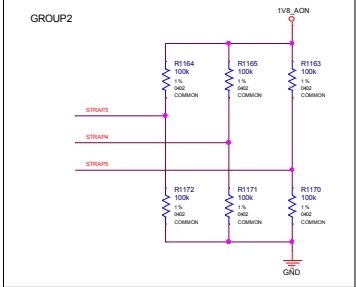 GROUP2
1V8_AON
R1164
100k
1 %
0402
COMMON
R1165
100k
1 %
0402
COMMON
R1163
100k
1 %
0402
COMMON
STRAP3
STRAP4
STRAP5
R1172
100k
1 %
0402
COMMON
R1171
100k
1 %
0402
COMMON
R1170
100k
1 %
0402
COMMON
GND